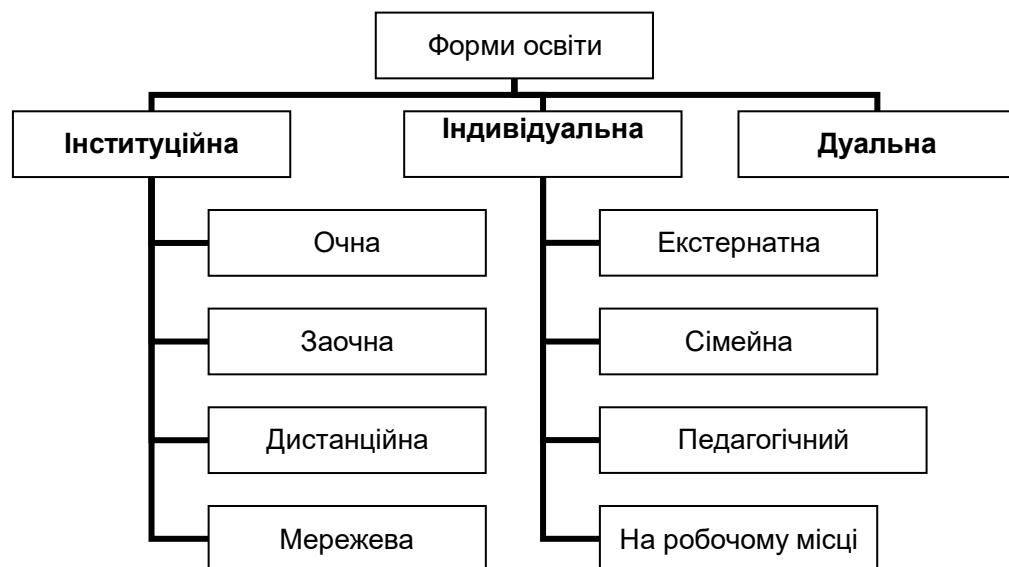 Форми освіти
Інституційна
Індивідуальна
Дуальна
Очна
Заочна
Дистанційна
Мережева
Екстернатна
Сімейна
Педагогічний
На робочому місці